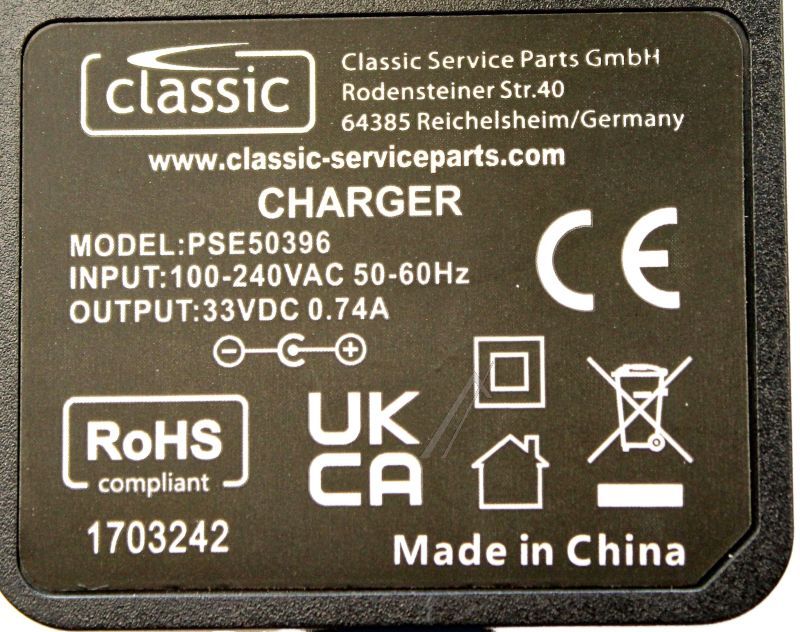 classic
Classic Service Parts GmbH
Rodensteiner Str.40
64385 Reichelsheim/Germany
www.classic-serviceparts.com
CHARGER
MODEL:PSE50396
INPUT:100-240VAC 50-60Hz
OUTPUT:33VDC 0.74A
CE
RoHS
compliant
UK
CA
1703242
Made in China